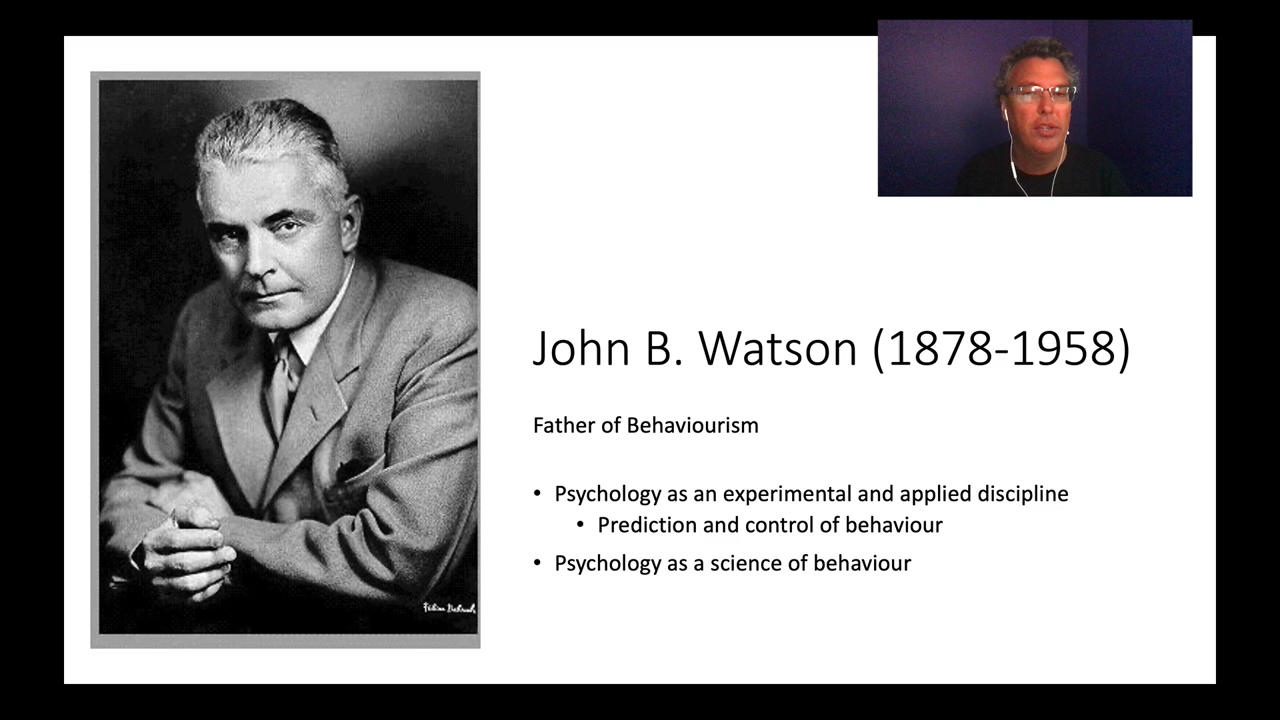 John B. Watson (1878-1958)
Father of Behaviourism
• Psychology as an experimental and applied discipline
• Prediction and control of behaviour
• Psychology as a science of behaviour